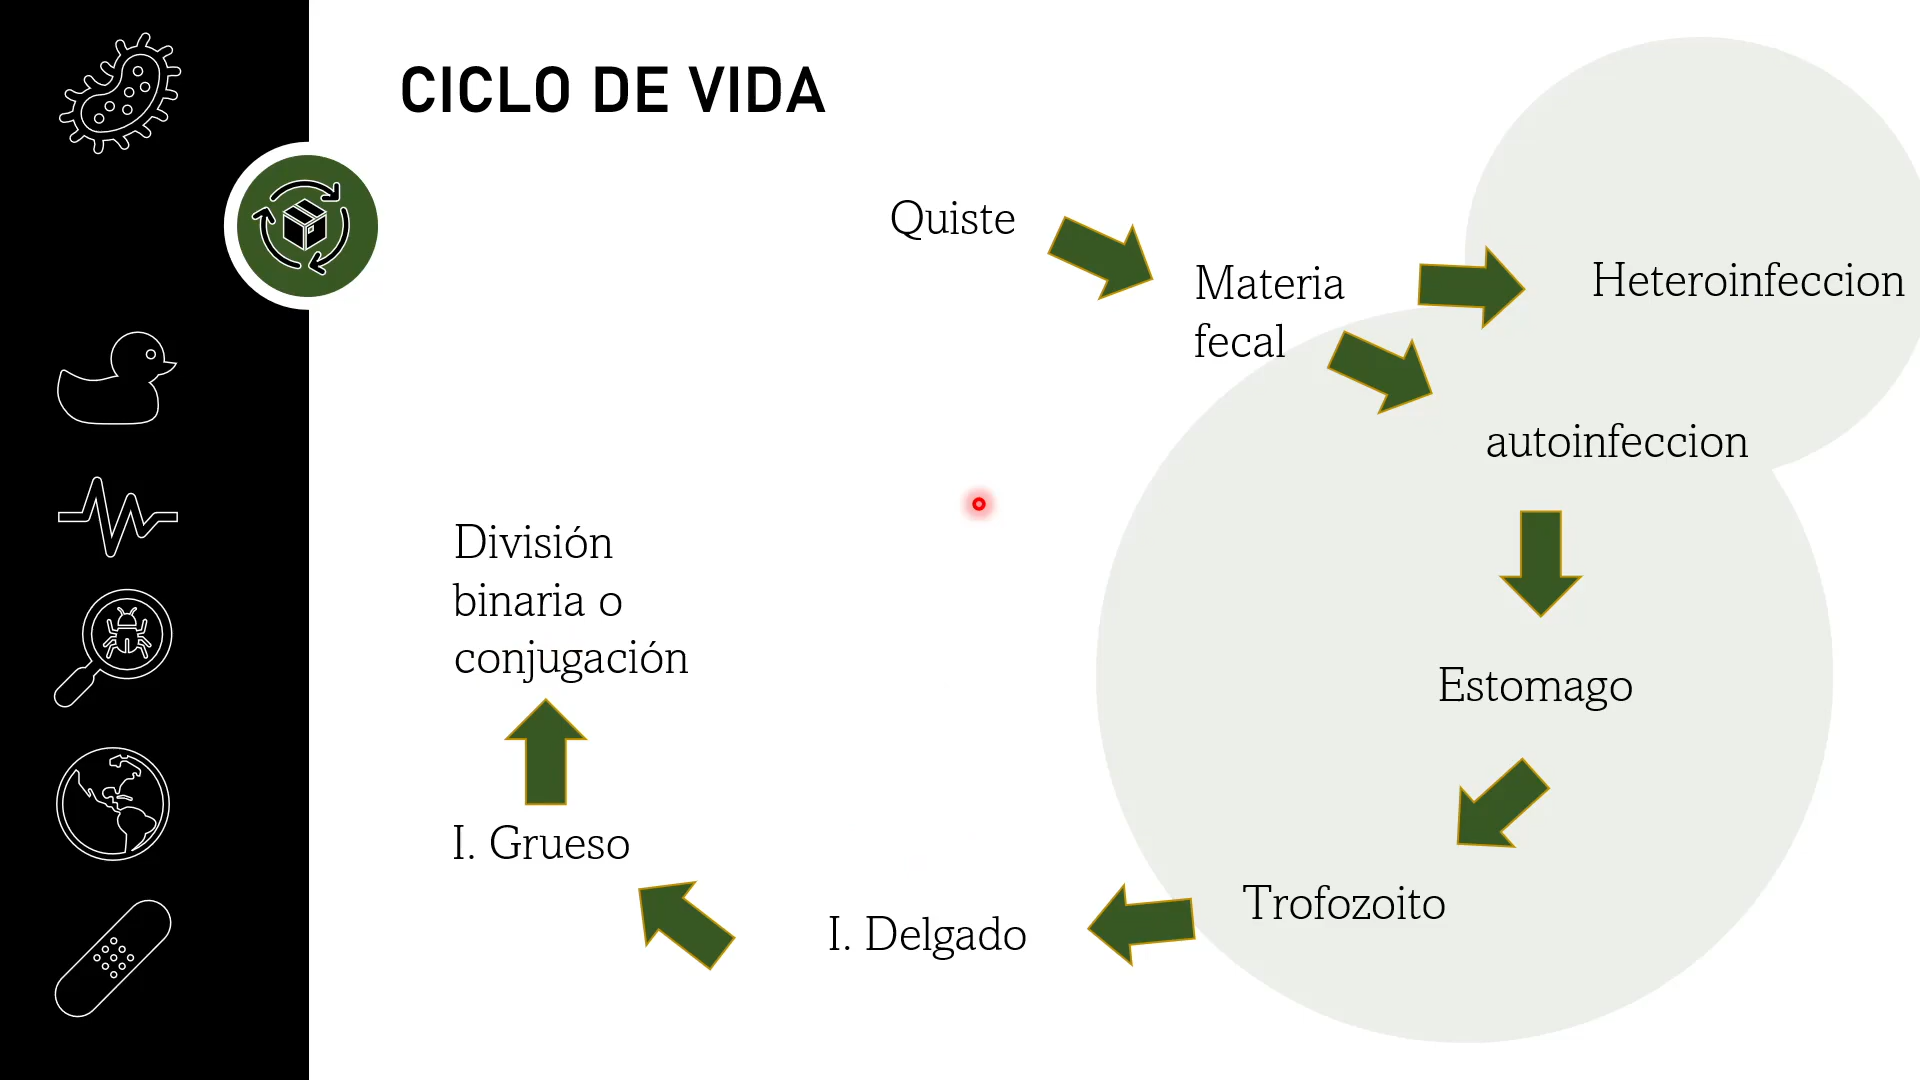 CICLO DE VIDA
Quiste
Materia
fecal
Heteroinfeccion
autoinfeccion
Estomago
Trofozoito
I. Delgado
I. Grueso
División
binaria o
conjugación